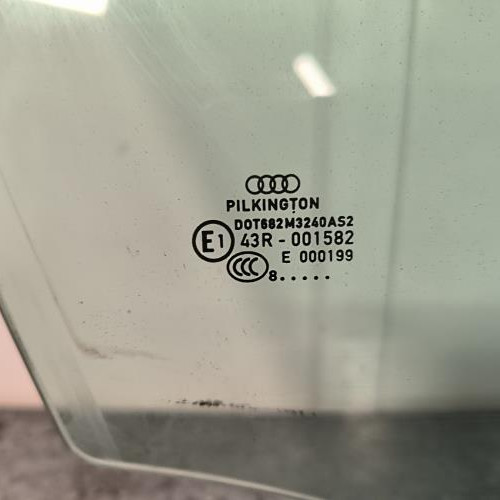 PILKINGTON
DOT682M3240AS2
E1 43R - 001582
E 000199
CCC
8.....